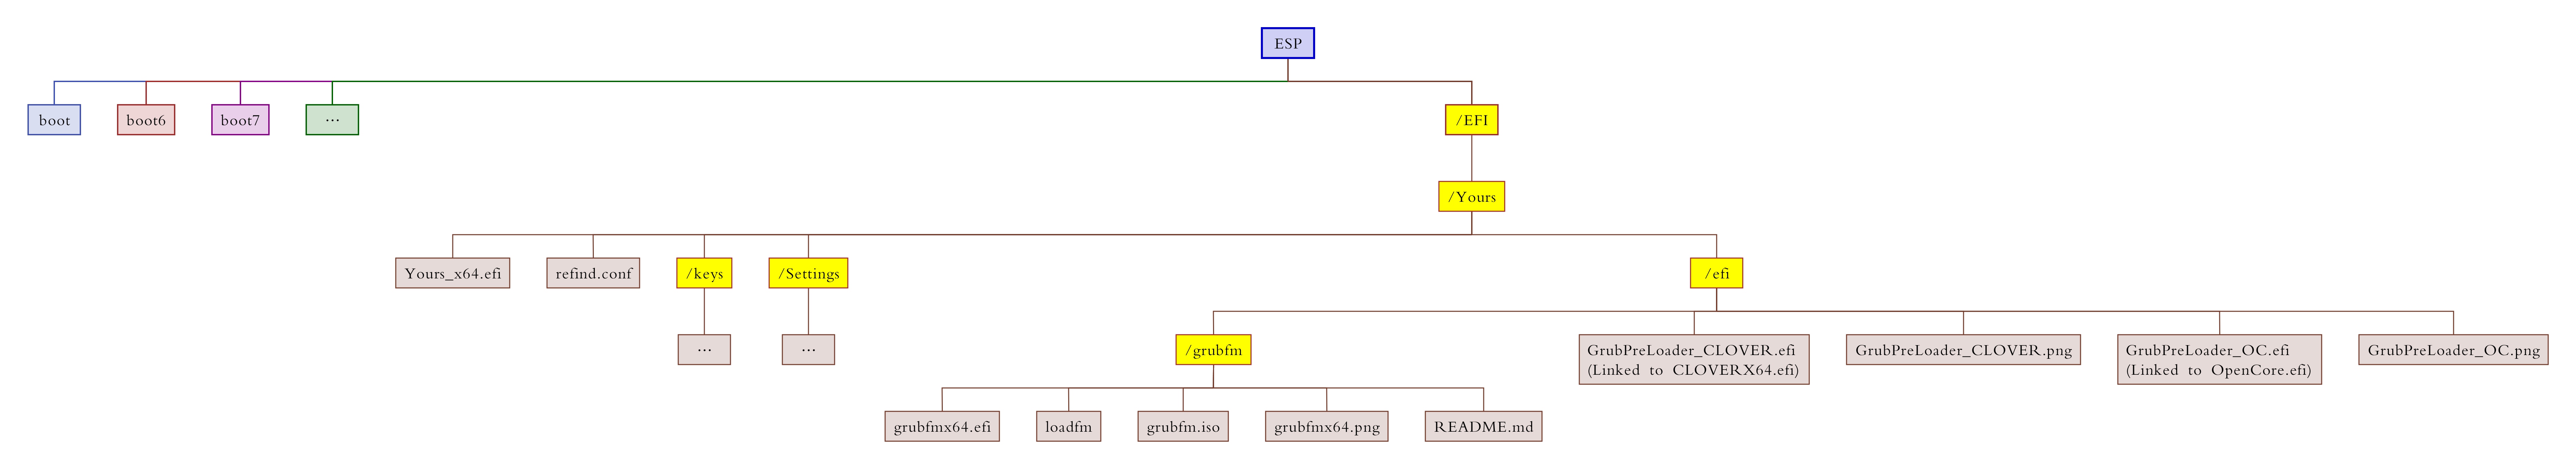 ESP
boot
boot6
boot7
...
/EFI
/Yours
Yours_x64.efi
refind.conf
/keys
/Settings
/efi
...
...
/grubfm
GrubPreLoader_CLOVER.efi
(Linked to CLOVERX64.efi)
GrubPreLoader_CLOVER.png
GrubPreLoader_OC.efi
(Linked to OpenCore.efi)
GrubPreLoader_OC.png
grubfmx64.efi
loadfm
grubfm.iso
grubfmx64.png
README.md